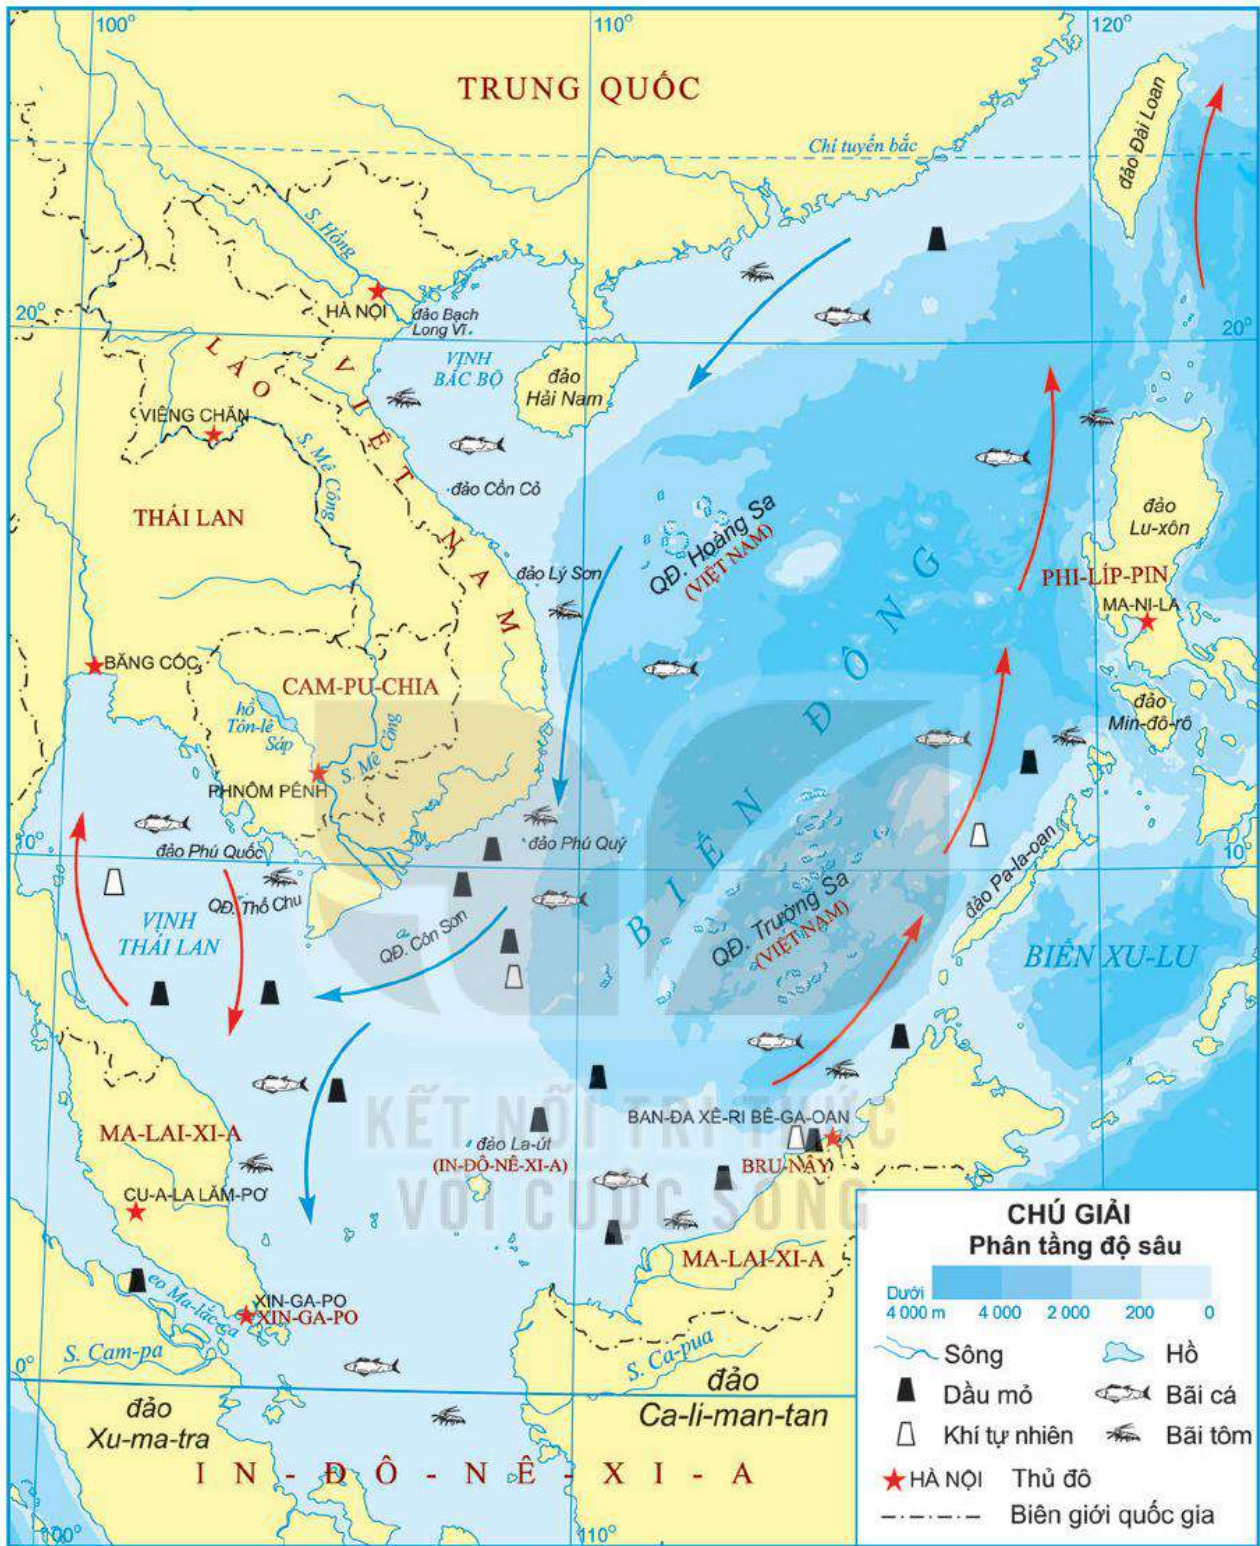 100°
110°
120°
TRUNG QUỐC
Chí tuyến bắc
đảo Đài Loan
S. Hồng
HÀ NỘI
đảo Bạch
Long Vĩ
20°
20°
VỊNH
BẮC BỘ
đảo
Hải Nam
LÀO
VIỆT NAM
VIÊNG CHĂN
S. Mê Công
đảo Cồn Cỏ
THÁI LAN
QĐ. Hoàng Sa
(VIỆT NAM)
đảo Lý Sơn
đảo
Lu-xôn
PHI-LÍP-PIN
MA-NI-LA
BIỂN ĐÔNG
BĂNG CỐC
CAM-PU-CHIA
hồ
Tôn-lê
Sáp
S. Mê Công
PHNÔM PÊNH
đảo
Min-đô-rô
đảo Phú Quốc
đảo Phú Quý
10°
10°
QĐ. Thổ Chu
VỊNH
THÁI LAN
QĐ. Côn Sơn
QĐ. Trường Sa
(VIỆT NAM)
đảo Pa-la-oan
BIỂN XU-LU
KẾT NỐI TRI THỨC
VỚI CUỘC SỐNG
BAN-ĐA XÊ-RI BÊ-GA-OAN
BRU-NÂY
MA-LAI-XI-A
đảo La-út
(IN-ĐÔ-NÊ-XI-A)
CU-A-LA LĂM-PƠ
MA-LAI-XI-A
eo Ma-lắc-ca
XIN-GA-PO
XIN-GA-PO
S. Cam-pa
S. Ca-pua
0°
đảo
Xu-ma-tra
đảo
Ca-li-man-tan
IN-ĐÔ-NÊ-XI-A
100°
110°
CHÚ GIẢI
Phân tầng độ sâu
Dưới
4 000 m 4 000 2 000 200 0
Sông
Hồ
Dầu mỏ
Bãi cá
Khí tự nhiên
Bãi tôm
HÀ NỘI Thủ đô
Biên giới quốc gia